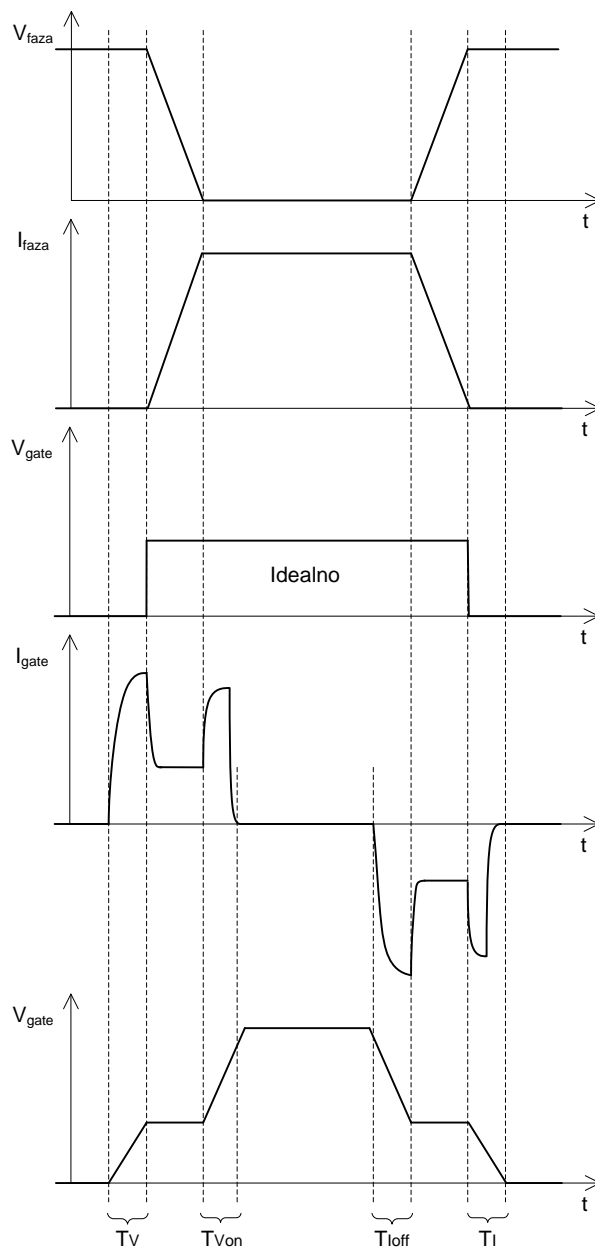 Vfaza
t
Ifaza
t
Vgate
Idealno
t
Igate
t
Vgate
t
TV TVon TIoff TI